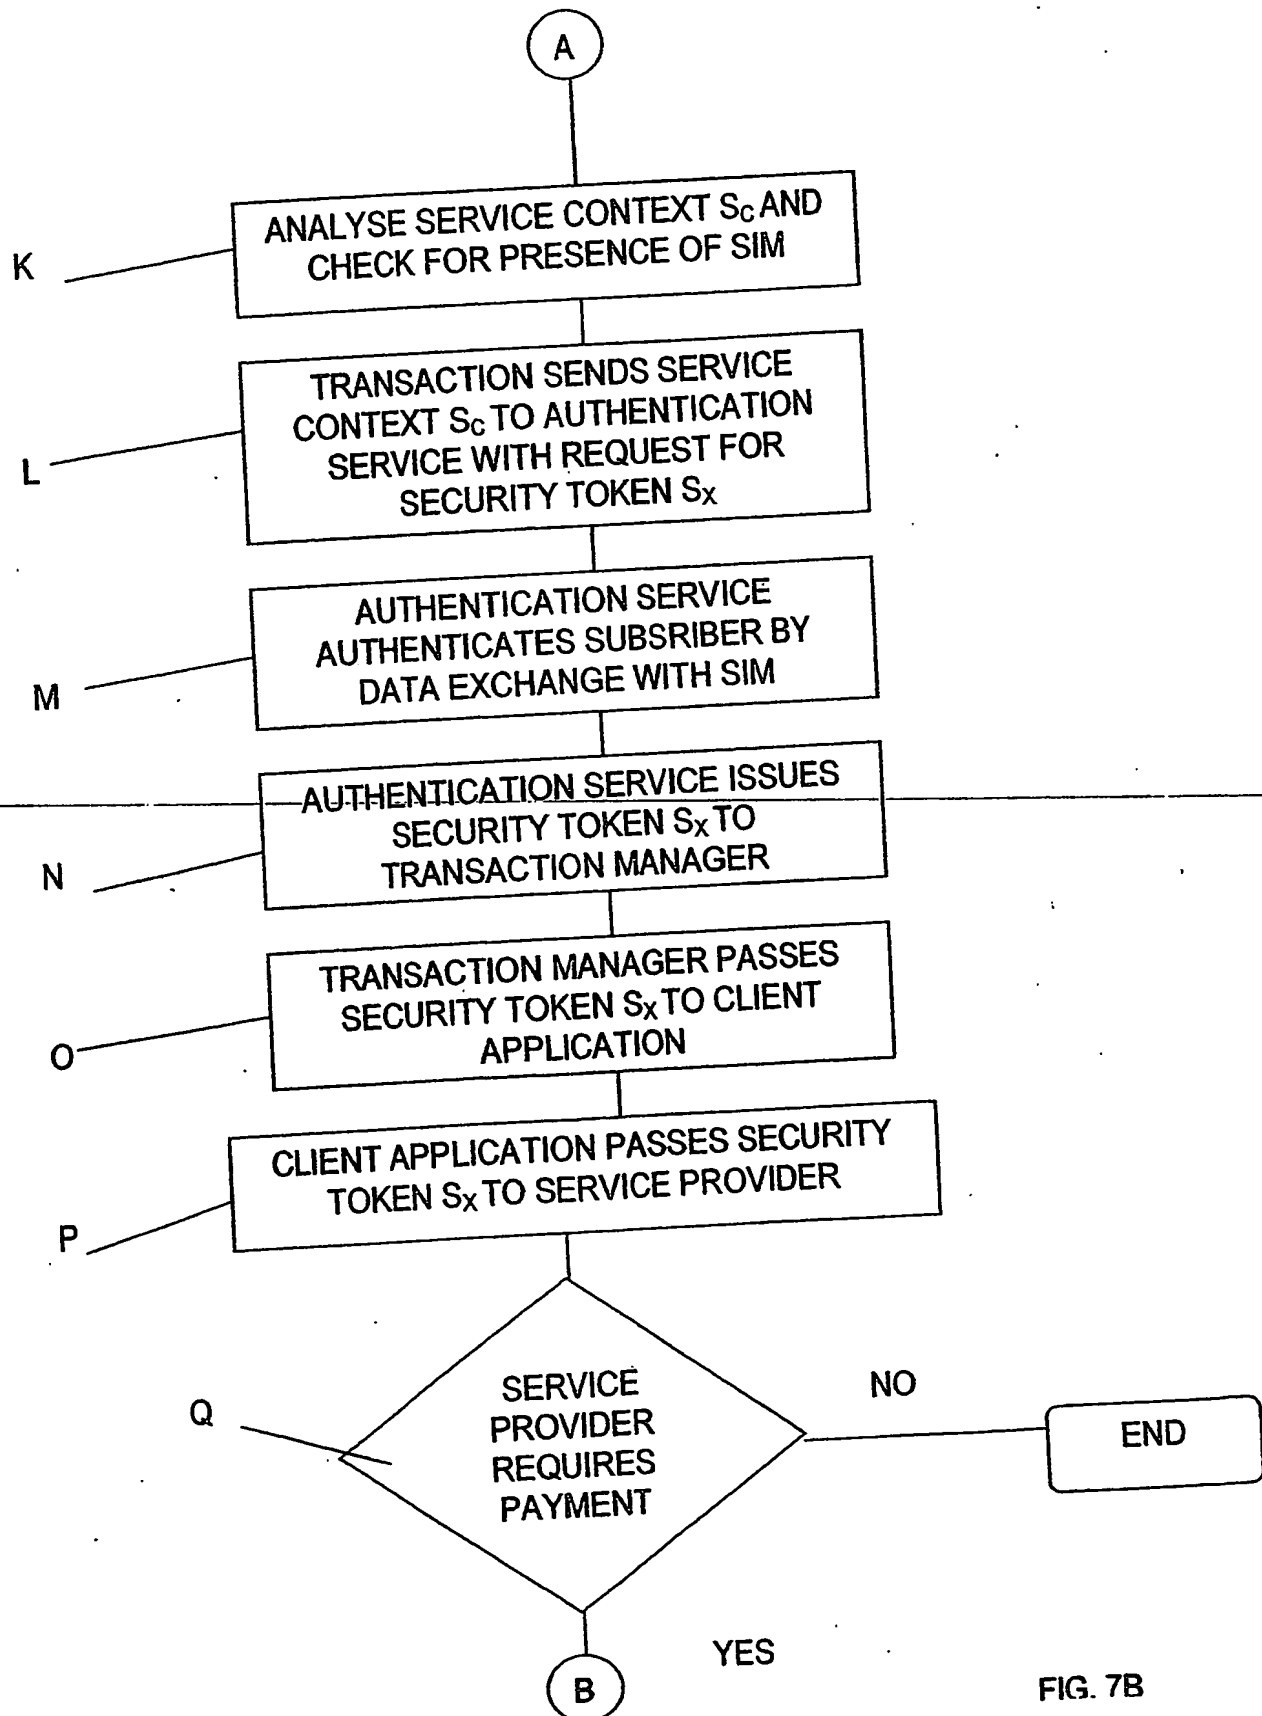 A
K
ANALYSE SERVICE CONTEXT Sc AND
CHECK FOR PRESENCE OF SIM
L
TRANSACTION SENDS SERVICE
CONTEXT Sc TO AUTHENTICATION
SERVICE WITH REQUEST FOR
SECURITY TOKEN Sx
M
AUTHENTICATION SERVICE
AUTHENTICATES SUBSRIBER BY
DATA EXCHANGE WITH SIM
N
AUTHENTICATION SERVICE ISSUES
SECURITY TOKEN Sx TO
TRANSACTION MANAGER
O
TRANSACTION MANAGER PASSES
SECURITY TOKEN Sx TO CLIENT
APPLICATION
P
CLIENT APPLICATION PASSES SECURITY
TOKEN Sx TO SERVICE PROVIDER
Q
SERVICE
PROVIDER
REQUIRES
PAYMENT
NO
END
YES
B
FIG. 7B